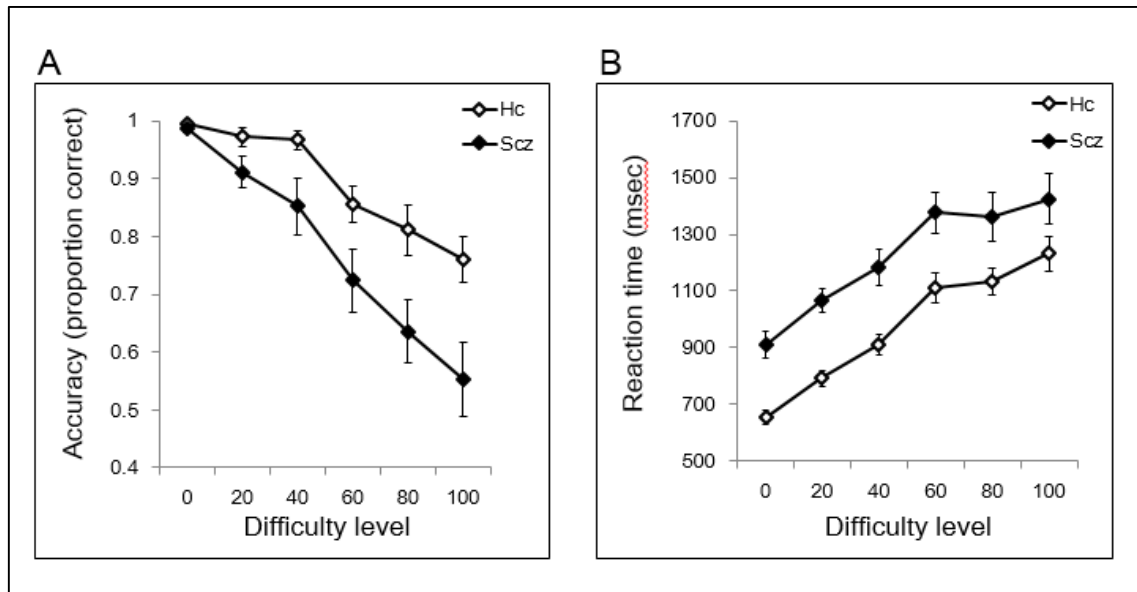 A
Accuracy (proportion correct)
Hc
Scz
1
0.9
0.8
0.7
0.6
0.5
0.4
0 20 40 60 80 100
Difficulty level
B
Reaction time (msec)
Hc
Scz
1700
1500
1300
1100
900
700
500
0 20 40 60 80 100
Difficulty level